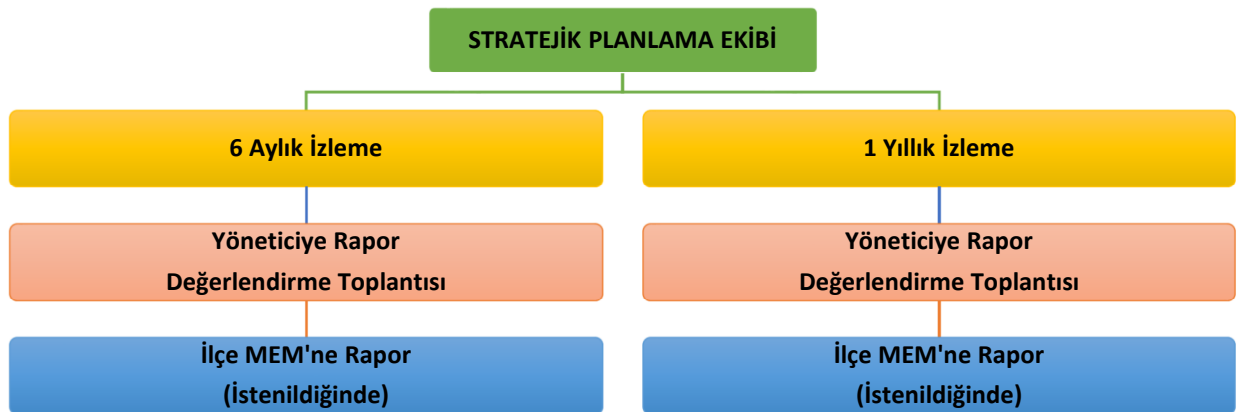 STRATEJİK PLANLAMA EKİBİ
6 Aylık İzleme
1 Yıllık İzleme
Yöneticiye Rapor
Değerlendirme Toplantısı
Yöneticiye Rapor
Değerlendirme Toplantısı
İlçe MEM'ne Rapor
(İstenildiğinde)
İlçe MEM'ne Rapor
(İstenildiğinde)